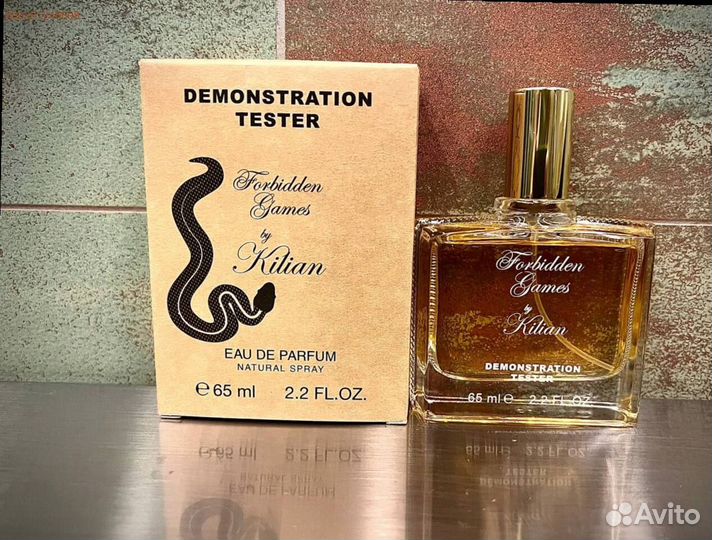 DEMONSTRATION
TESTER
Forbidden
Games
by
Kilian
EAU DE PARFUM
NATURAL SPRAY
℮ 65 ml 2.2 FL.OZ.
Forbidden
Games
by
Kilian
DEMONSTRATION
TESTER
65 ml ℮ 2.2 FL.OZ.
Avito